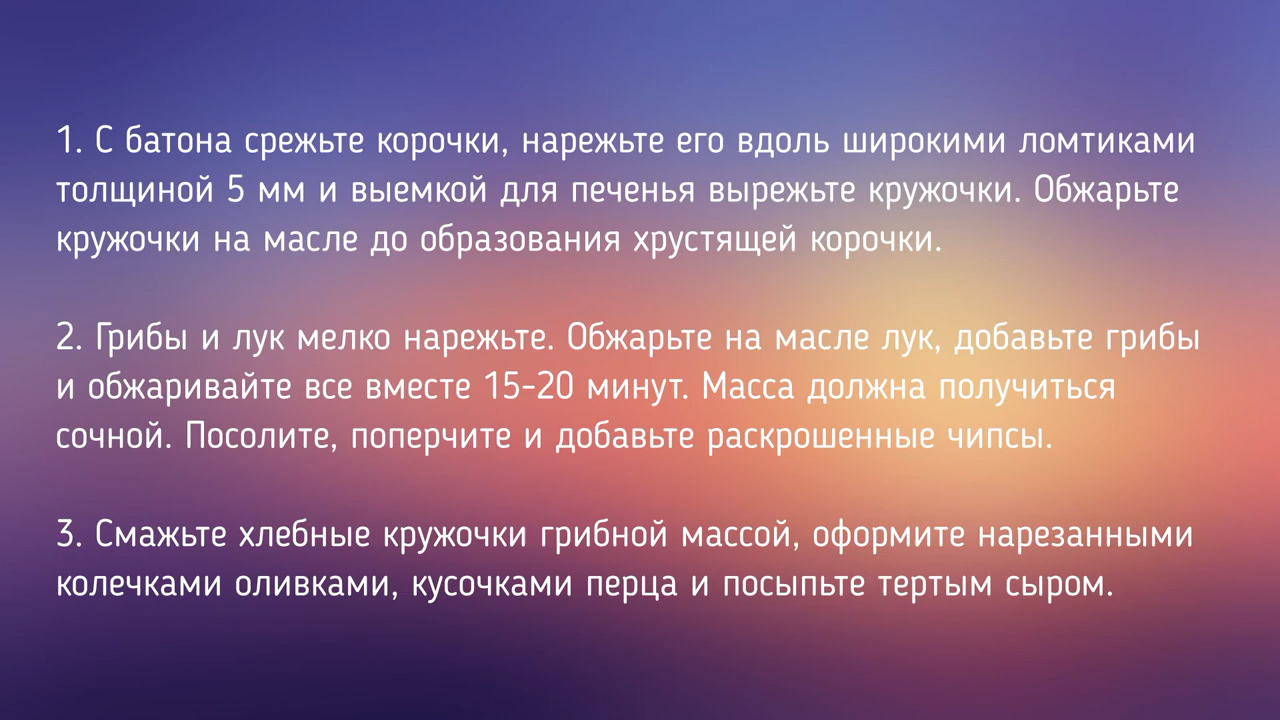 1. С батона срежьте корочки, нарежьте его вдоль широкими ломтиками
толщиной 5 мм и выемкой для печенья вырежьте кружочки. Обжарьте
кружочки на масле до образования хрустящей корочки.
2. Грибы и лук мелко нарежьте. Обжарьте на масле лук, добавьте грибы
и обжаривайте все вместе 15-20 минут. Масса должна получиться
сочной. Посолите, поперчите и добавьте раскрошенные чипсы.
3. Смажьте хлебные кружочки грибной массой, оформите нарезанными
колечками оливками, кусочками перца и посыпьте тертым сыром.